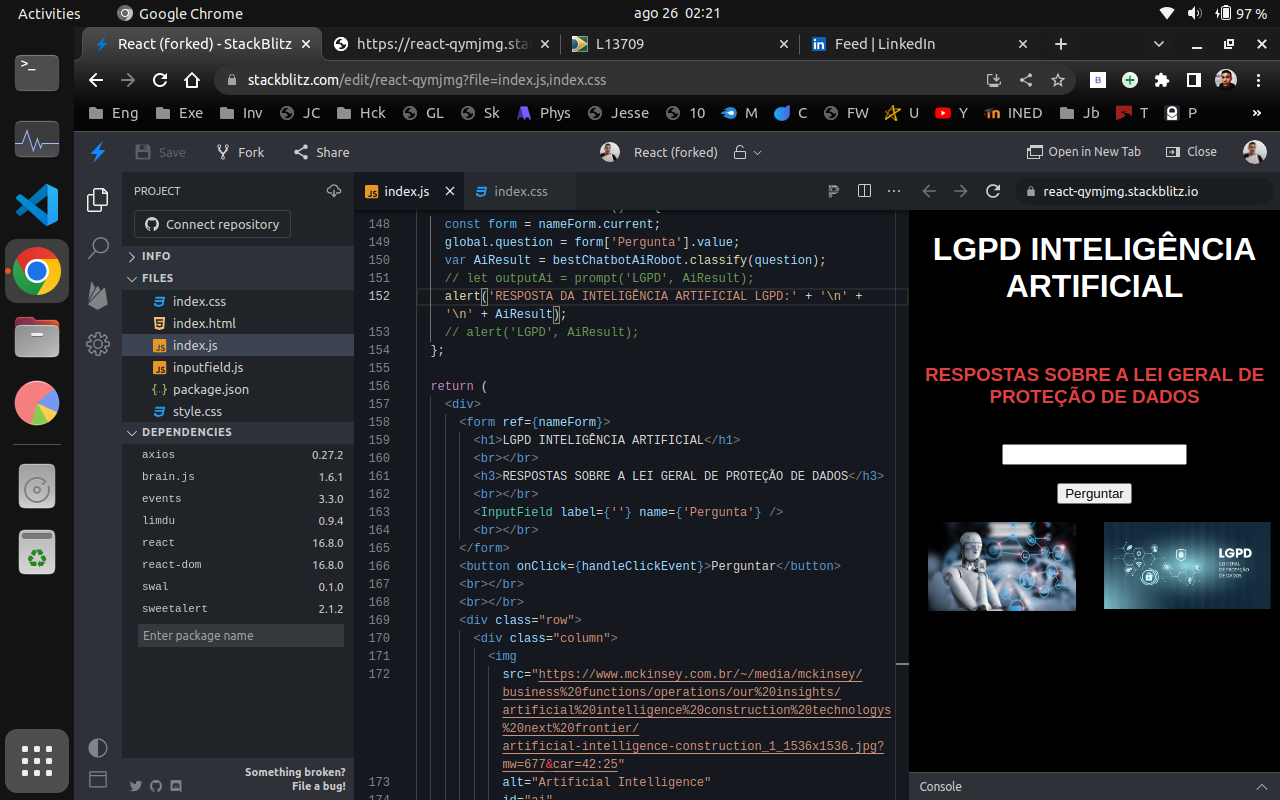 Activities
Google Chrome
ago 26 02:21
97 %
React (forked) - StackBlitz
https://react-qymjmg.sta
L13709
Feed | LinkedIn
stackblitz.com/edit/react-qymjmg?file=index.js,index.css
Eng
Exe
Inv
JC
Hck
GL
Sk
Phys
Jesse
10
M
C
FW
U
Y
INED
Jb
T
P
»
Save
Fork
Share
React (forked)
Open in New Tab
Close
PROJECT
Connect repository
INFO
FILES
index.css
index.html
index.js
inputfield.js
package.json
style.css
DEPENDENCIES
axios 0.27.2
brain.js 1.6.1
events 3.3.0
limdu 0.9.4
react 16.8.0
react-dom 16.8.0
swal 0.1.0
sweetalert 2.1.2
Enter package name
Something broken?
File a bug!
index.js
index.css
148 const form = nameForm.current;
149 global.question = form['Pergunta'].value;
150 var AiResult = bestChatbotAiRobot.classify(question);
151 // let outputAi = prompt('LGPD', AiResult);
152 alert('RESPOSTA DA INTELIGÊNCIA ARTIFICIAL LGPD:' + '\n' +
'\n' + AiResult);
153 // alert('LGPD', AiResult);
154 };
155
156 return (
157 <div>
158 <form ref={nameForm}>
159 <h1>LGPD INTELIGÊNCIA ARTIFICIAL</h1>
160 <br></br>
161 <h3>RESPOSTAS SOBRE A LEI GERAL DE PROTEÇÃO DE DADOS</h3>
162 <br></br>
163 <InputField label={''} name={'Pergunta'} />
164 <br></br>
165 </form>
166 <button onClick={handleClickEvent}>Perguntar</button>
167 <br></br>
168 <br></br>
169 <div class="row">
170 <div class="column">
171 <img
172 src="https://www.mckinsey.com.br/~/media/mckinsey/
business%20functions/operations/our%20insights/
artificial%20intelligence%20construction%20technologys
%20next%20frontier/
artificial-intelligence-construction_1_1536x1536.jpg?
mw=677&car=42:25"
173 alt="Artificial Intelligence"
174 id="ai"
react-qymjmg.stackblitz.io
LGPD INTELIGÊNCIA
ARTIFICIAL
RESPOSTAS SOBRE A LEI GERAL DE
PROTEÇÃO DE DADOS
Perguntar
LGPD
LEI GERAL
DE PROTEÇÃO
DE DADOS
Console